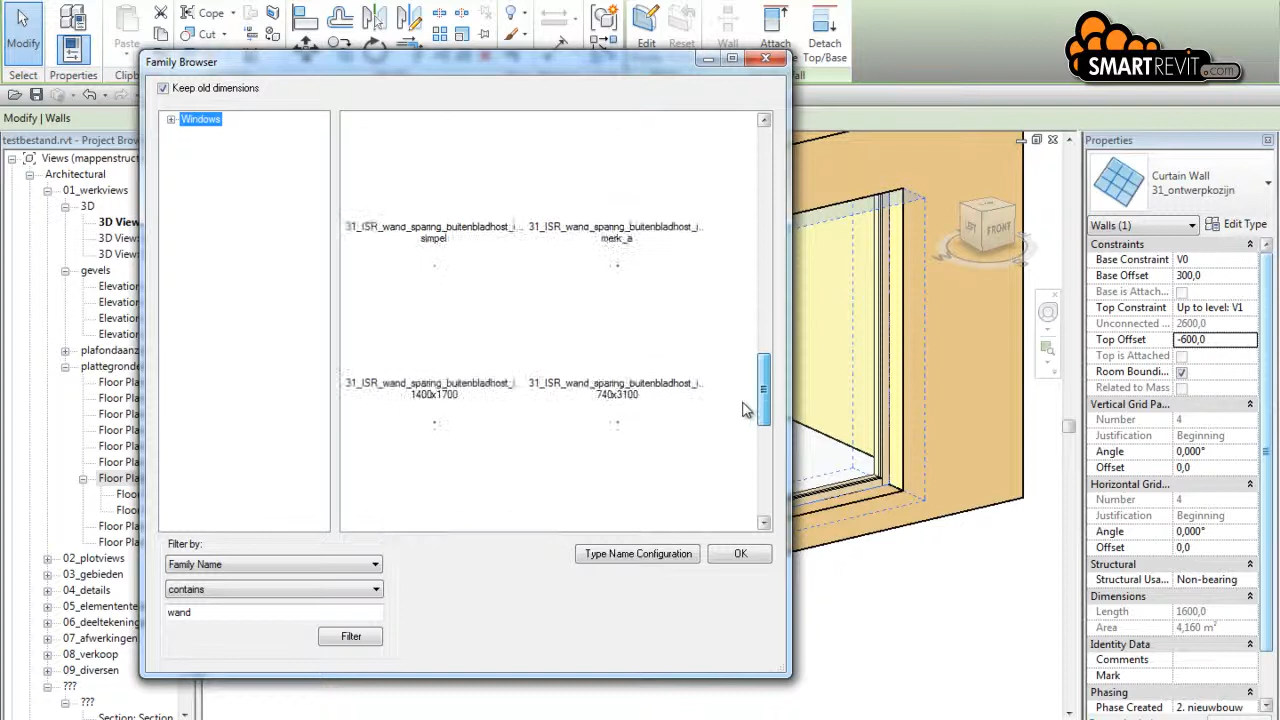 Modify
Select
Properties
Paste
Clipb
Cope
Cut
Edit
Reset
Wall
Attach
Top/Base
Detach
SMARTREVIT.com
Modify | Walls
testbestand.rvt - Project Brow
Views (mappenstruct
Architectural
01_werkviews
3D
3D View
3D View
3D View
gevels
Elevation
Elevation
Elevation
Elevation
plafondaanz
plattegronde
Floor Pla
Floor Pla
Floor Pla
Floor Pla
Floor Pla
Floor Pla
Floor Pla
Floor
Floor
Floor Pla
Floor Pla
02_plotviews
03_gebieden
04_details
05_elementente
06_deeltekening
07_afwerkingen
08_verkoop
09_diversen
???
???
Section: Section
Family Browser
Keep old dimensions
Windows
31_ISR_wand_sparing_buitenbladhost_i...
simpel
31_ISR_wand_sparing_buitenbladhost_i...
merk_a
31_ISR_wand_sparing_buitenbladhost_i...
1400x1700
31_ISR_wand_sparing_buitenbladhost_i...
740x3100
Filter by:
Family Name
contains
wand
Filter
Type Name Configuration
OK
FRONT
Properties
Curtain Wall
31_ontwerpkozijn
Walls (1)
Edit Type
Constraints
Base Constraint V0
Base Offset 300,0
Base is Attach...
Top Constraint Up to level: V1
Unconnected ... 2600,0
Top Offset -600,0
Top is Attached
Room Boundi...
Related to Mass
Vertical Grid Pa...
Number 4
Justification Beginning
Angle 0,000°
Offset 0,0
Horizontal Grid...
Number 4
Justification Beginning
Angle 0,000°
Offset 0,0
Structural
Structural Usa... Non-bearing
Dimensions
Length 1600,0
Area 4,160 m²
Identity Data
Comments
Mark
Phasing
Phase Created 2. nieuwbouw